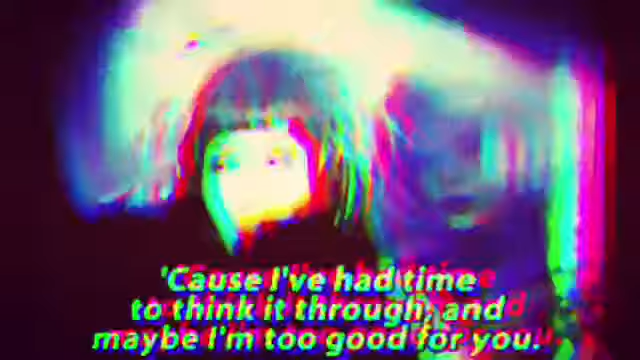 'Cause I've had time
to think it through, and
maybe I'm too good for you.